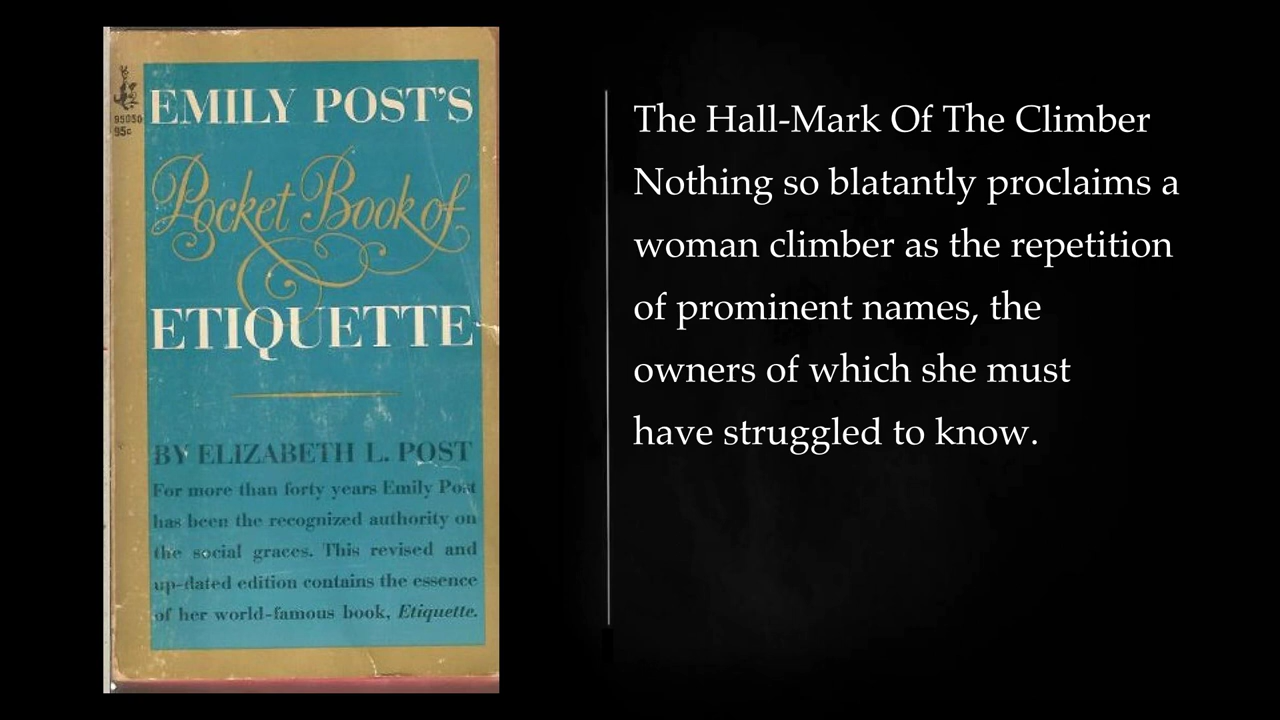 95050
95c
EMILY POST'S
Pocket Book of
ETIQUETTE
BY ELIZABETH L. POST
For more than forty years Emily Post
has been the recognized authority on
the social graces. This revised and
up-dated edition contains the essence
of her world-famous book, Etiquette.
The Hall-Mark Of The Climber
Nothing so blatantly proclaims a
woman climber as the repetition
of prominent names, the
owners of which she must
have struggled to know.